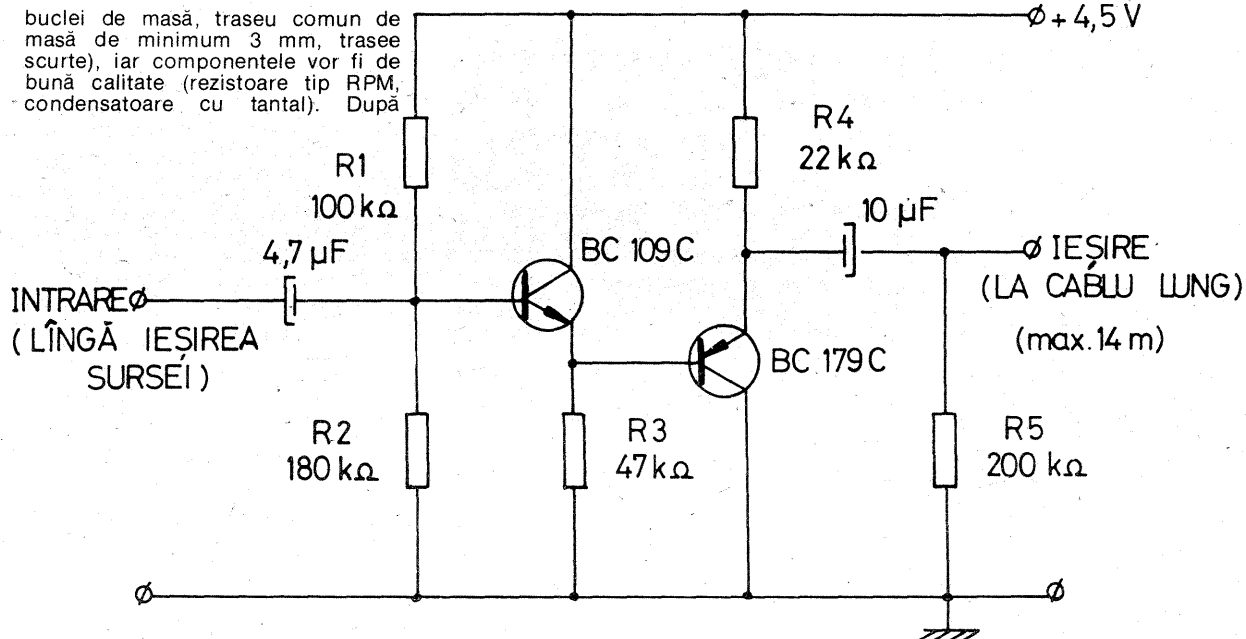 buclei de masă, traseu comun de
masă de minimum 3 mm, trasee
scurte), iar componentele vor fi de
bună calitate (rezistoare tip RPM,
condensatoare cu tantal). După
+ 4,5 V
R1
100 kΩ
R4
22 kΩ
4,7 µF
10 µF
BC 109 C
INTRARE
(LÎNGĂ IEȘIREA
SURSEI)
IEȘIRE
(LA CABLU LUNG)
(max. 14 m)
BC 179 C
R2
180 kΩ
R3
47 kΩ
R5
200 kΩ